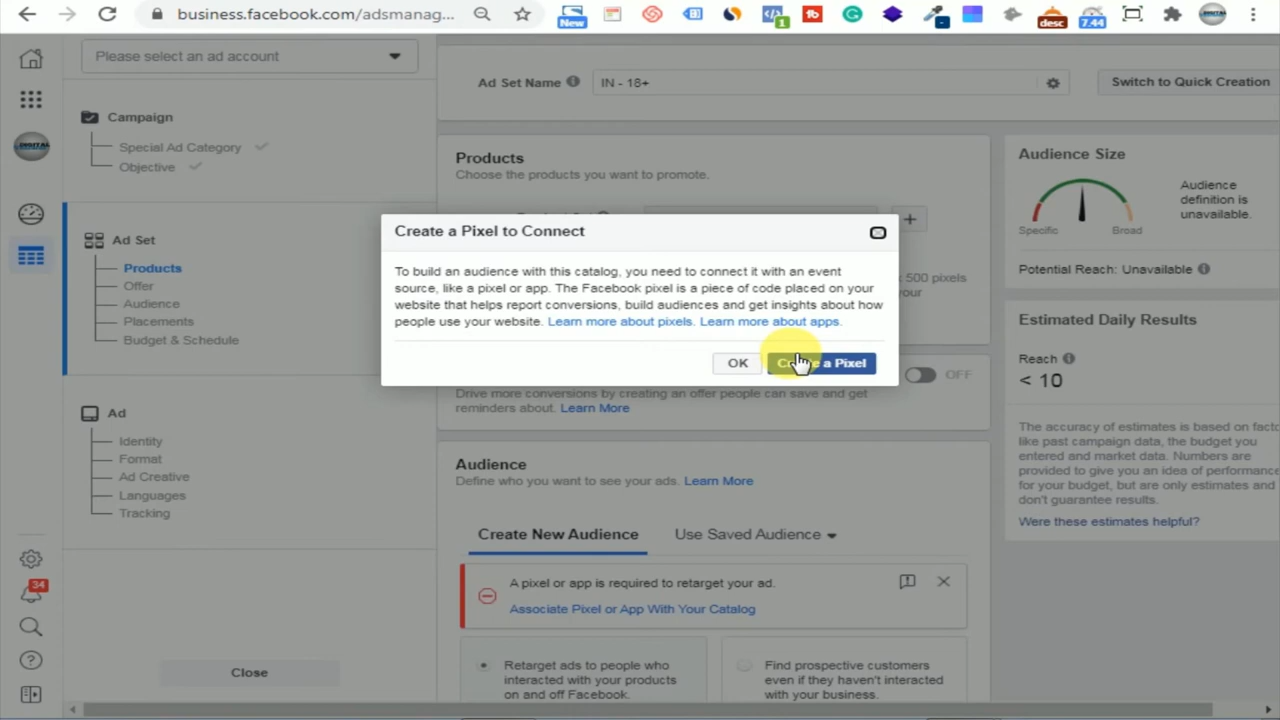 business.facebook.com/adsmanag...
New
1
desc
7.44
Please select an ad account
Campaign
Special Ad Category
Objective
Ad Set
Products
Offer
Audience
Placements
Budget & Schedule
Ad
Identity
Format
Ad Creative
Languages
Tracking
34
Close
Ad Set Name
IN - 18+
Switch to Quick Creation
Products
Choose the products you want to promote.
500 pixels
your
Create a Pixel to Connect
To build an audience with this catalog, you need to connect it with an event
source, like a pixel or app. The Facebook pixel is a piece of code placed on your
website that helps report conversions, build audiences and get insights about how
people use your website. Learn more about pixels. Learn more about apps.
OK
a Pixel
OFF
Drive more conversions by creating an offer people can save and get
reminders about. Learn More
Audience
Define who you want to see your ads. Learn More
Create New Audience
Use Saved Audience
A pixel or app is required to retarget your ad.
Associate Pixel or App With Your Catalog
Retarget ads to people who
interacted with your products
on and off Facebook.
Find prospective customers
even if they haven't interacted
with your business.
Audience Size
Specific
Broad
Audience
definition is
unavailable.
Potential Reach: Unavailable
Estimated Daily Results
Reach
< 10
The accuracy of estimates is based on
like past campaign data, the budget you
entered and market data. Numbers are
provided to give you an idea of performance
for your budget, but are only estimates and
don't guarantee results.
Were these estimates helpful?